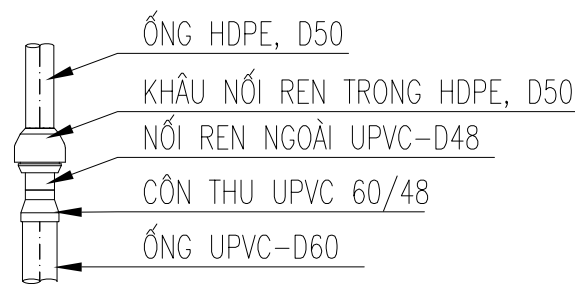 ỐNG HDPE, D50
KHÂU NỐI REN TRONG HDPE, D50
NỐI REN NGOÀI UPVC-D48
CÔN THU UPVC 60/48
ỐNG UPVC-D60